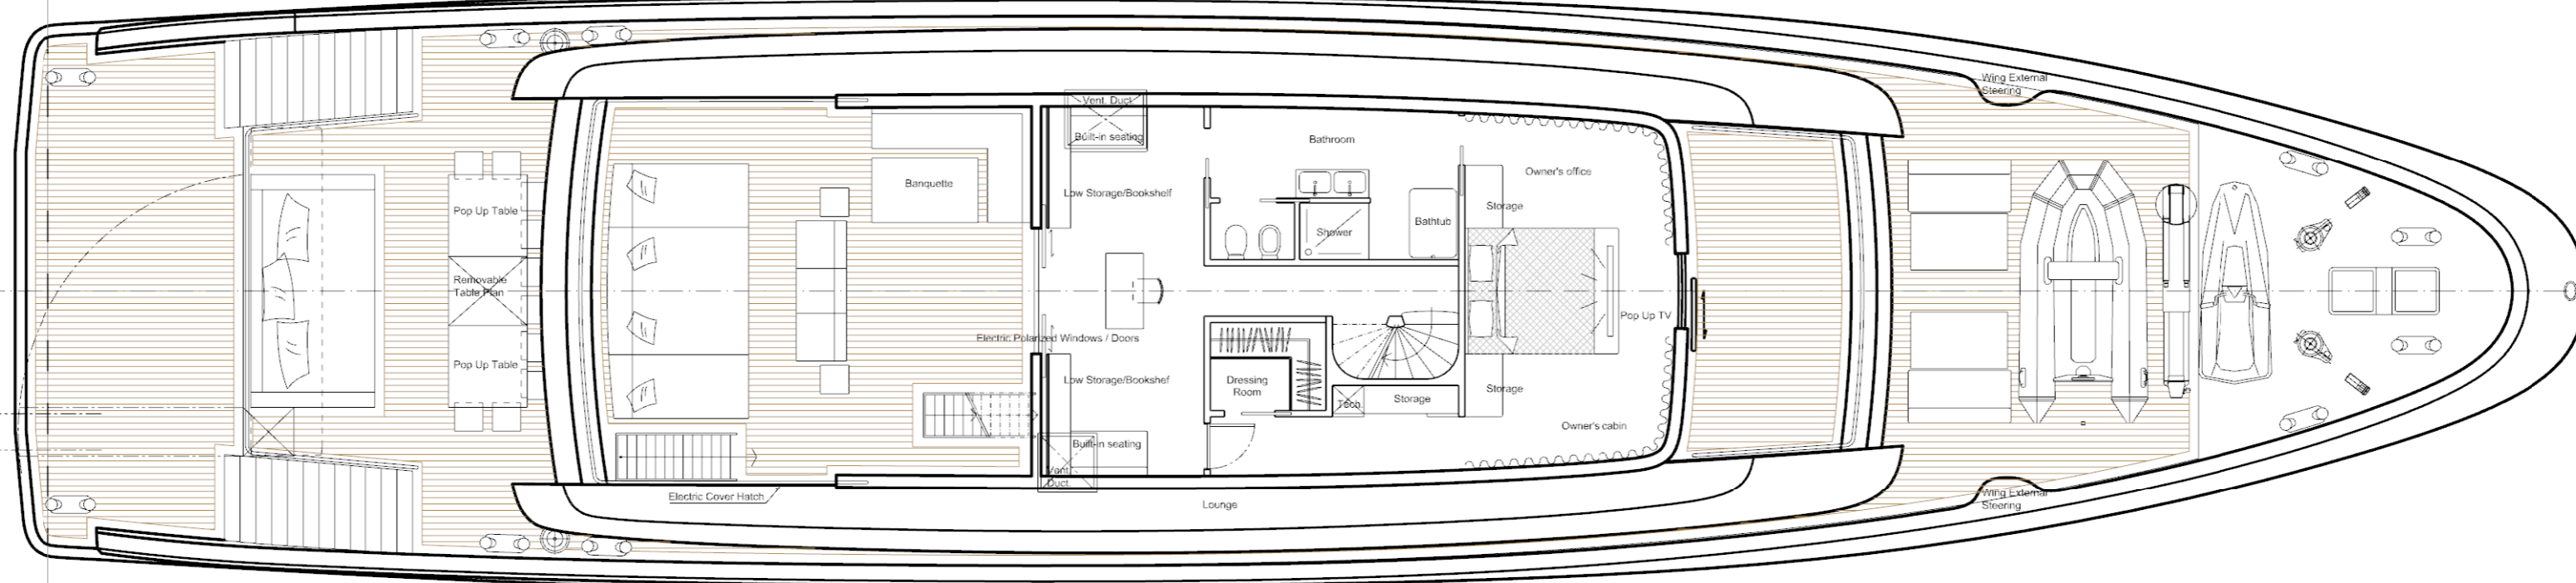 Wing External
Steering
Vent. Duct
Built-in seating
Bathroom
Owner's office
Banquette
Low Storage/Bookshelf
Storage
Pop Up Table
Bathtub
Shower
Removable
Table Plan
Pop Up TV
Electric Polarized Windows / Doors
Pop Up Table
Low Storage/Bookshef
Dressing
Room
Storage
Tech.
Storage
Owner's cabin
Built-in seating
Vent.
Duct.
Electric Cover Hatch
Lounge
Wing External
Steering